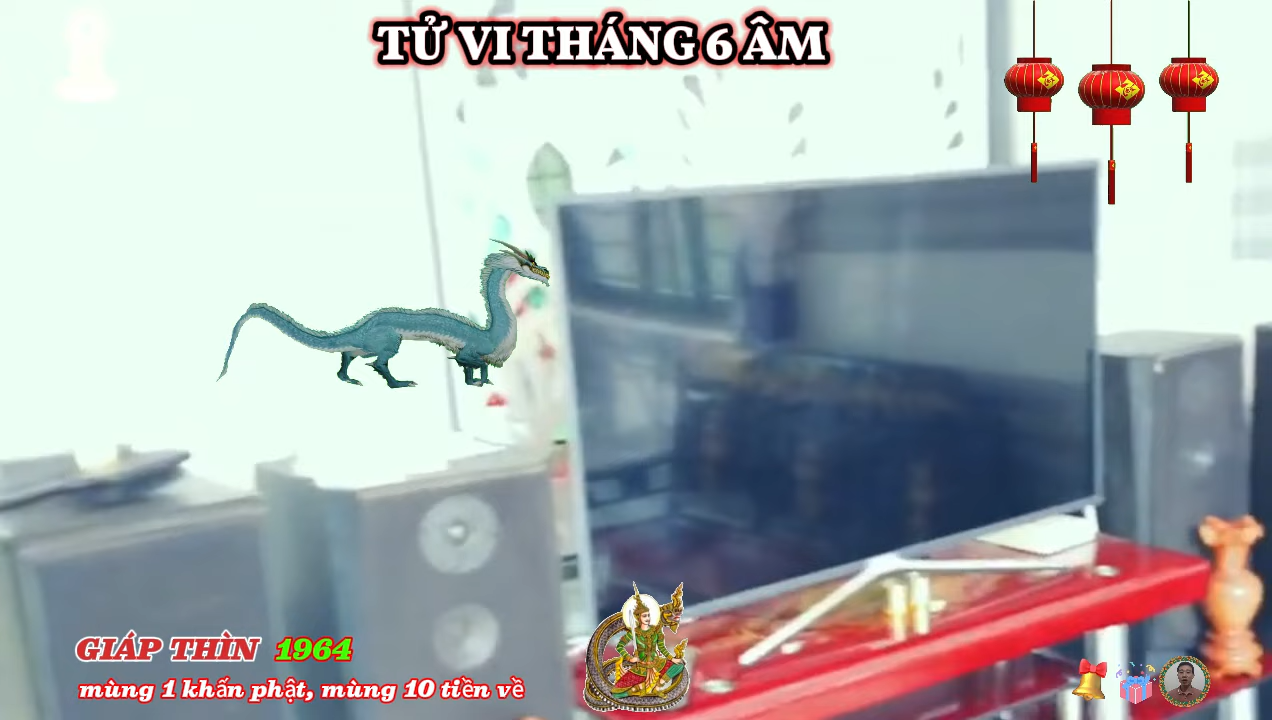 TỬ VI THÁNG 6 ÂM
GIÁP THÌN 1964
mùng 1 khấn phật, mùng 10 tiền về